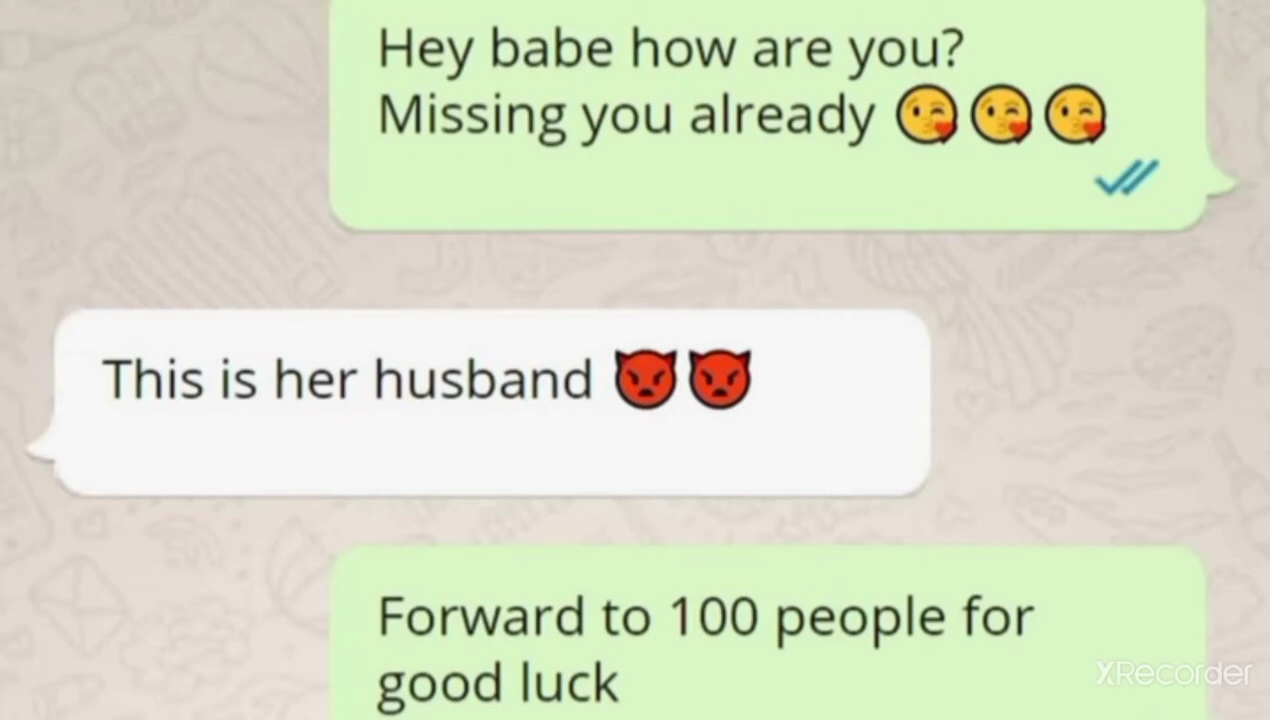 Hey babe how are you?
Missing you already 😘😘😘
This is her husband 👿👿
Forward to 100 people for
good luck
XRecorder